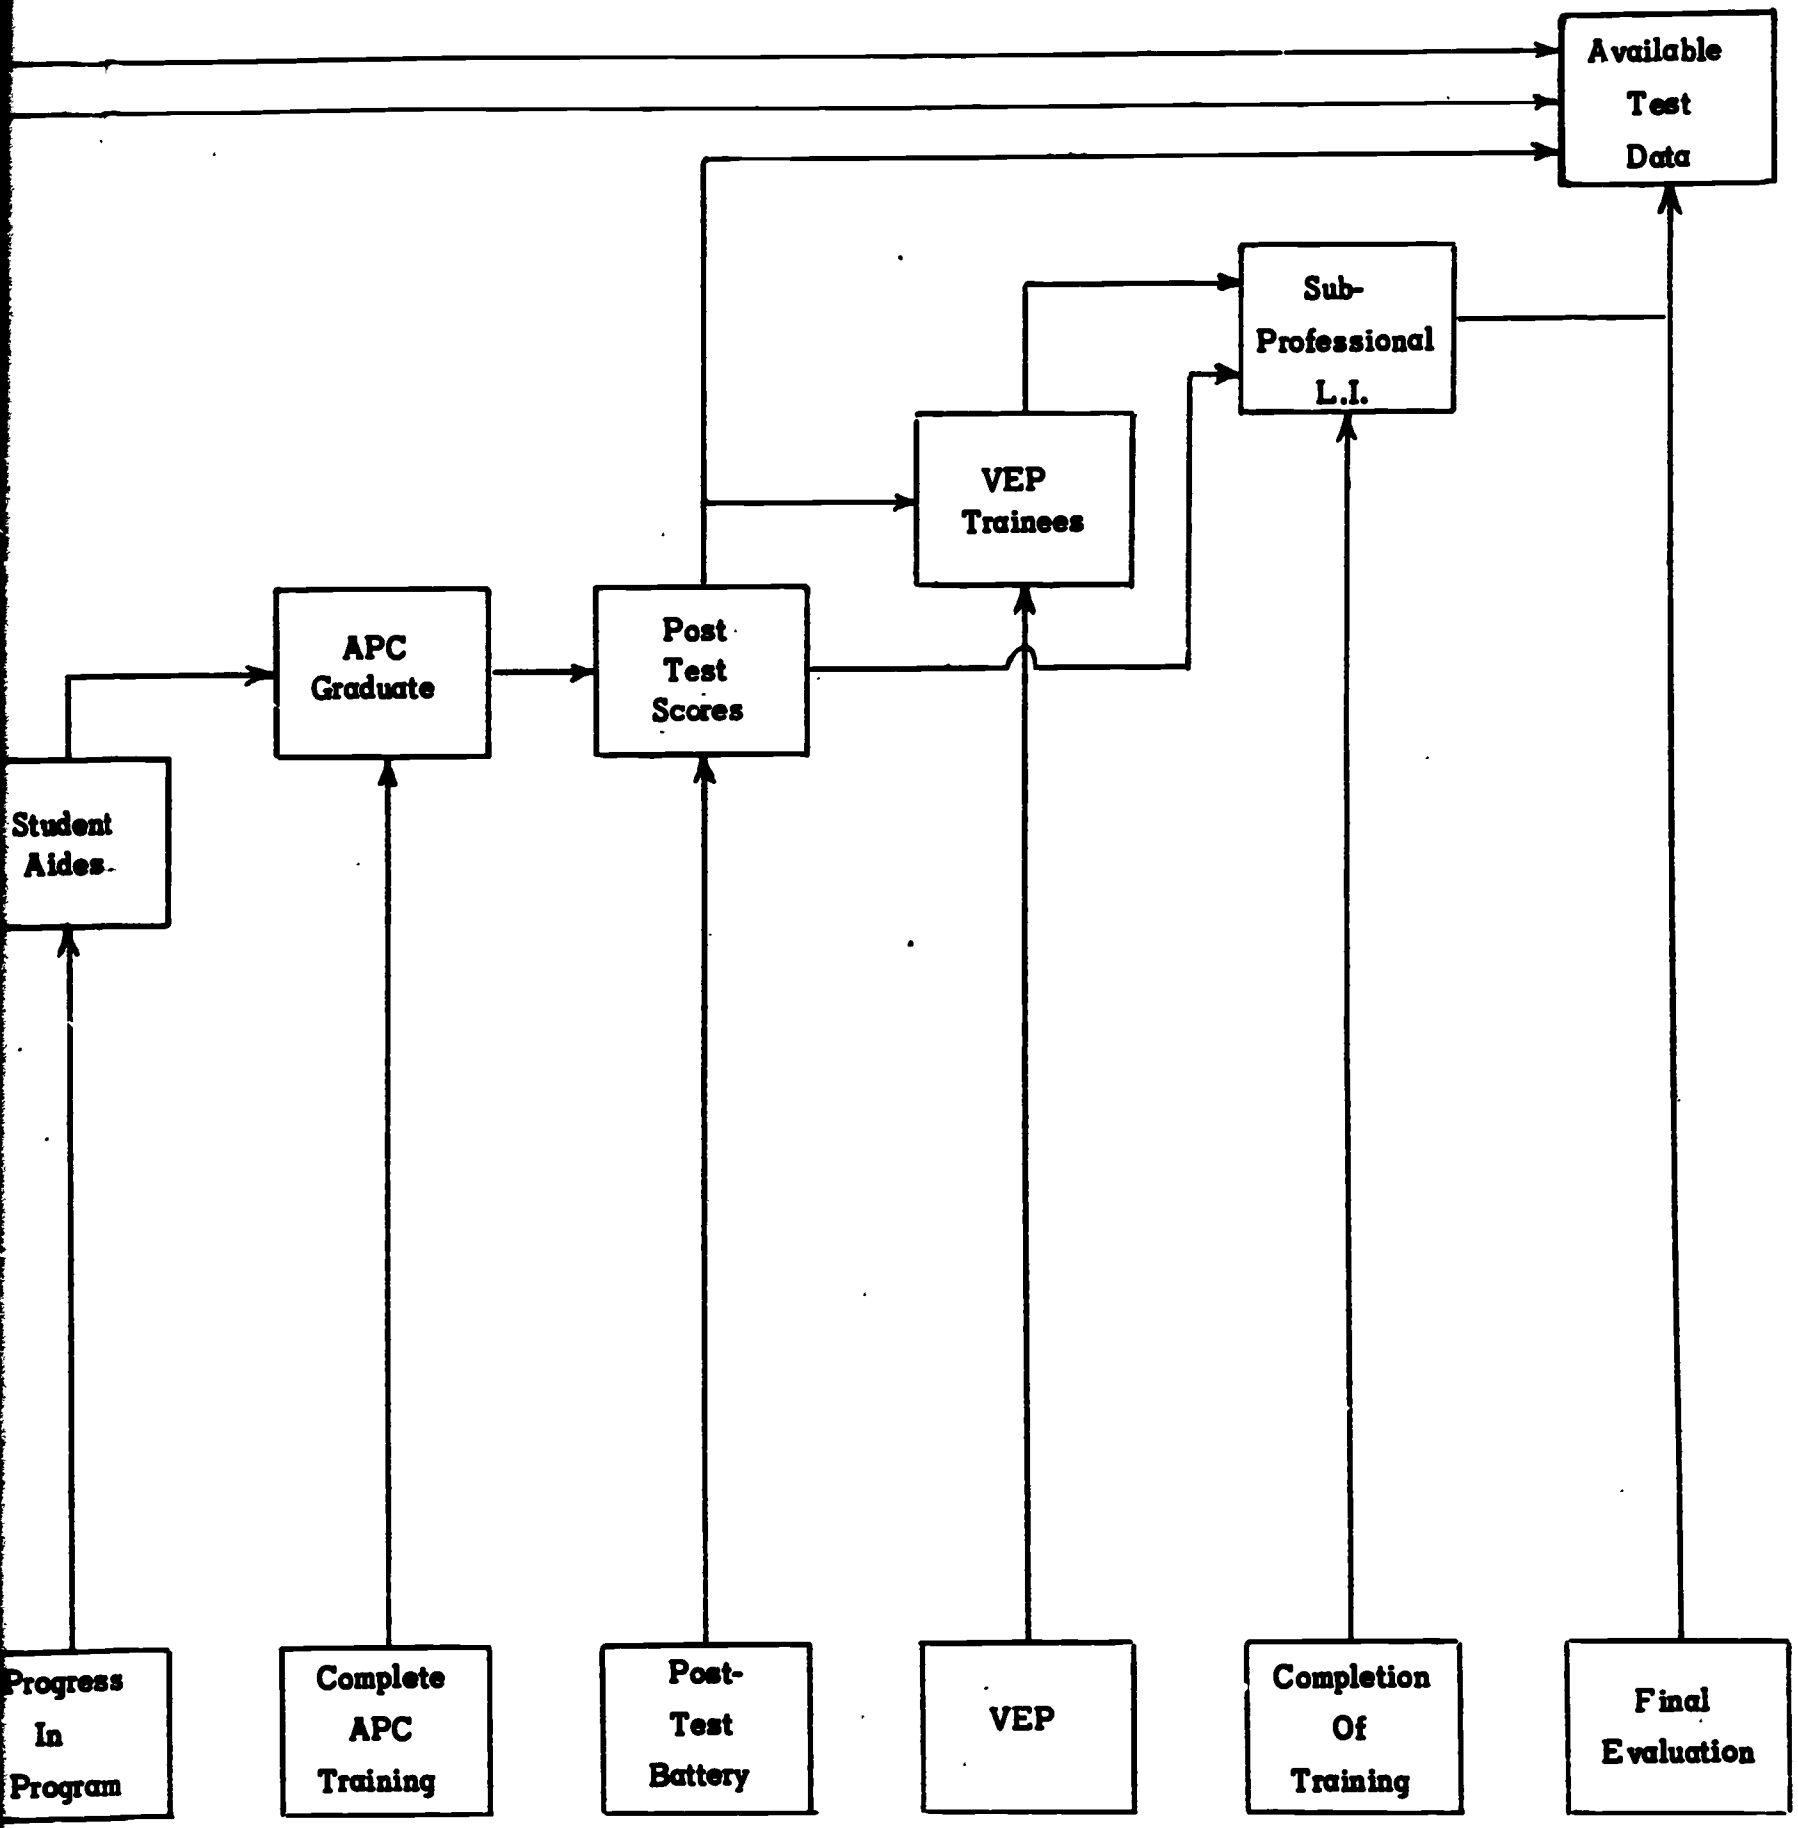 Available
Test
Data
Sub-
Professional
L.I.
VEP
Trainees
APC
Graduate
Post
Test
Scores
Student
Aides
Progress
In
Program
Complete
APC
Training
Post-
Test
Battery
VEP
Completion
Of
Training
Final
Evaluation